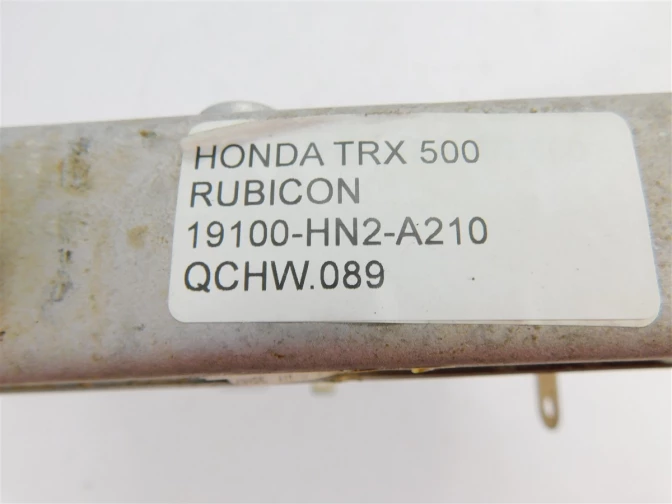 HONDA TRX 500
RUBICON
19100-HN2-A210
QCHW.089